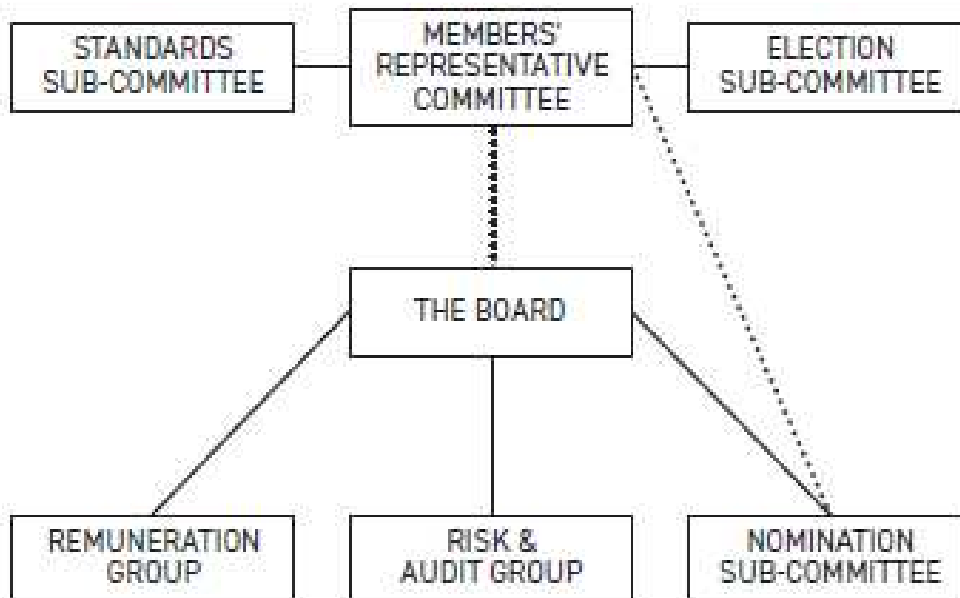 STANDARDS
SUB-COMMITTEE
MEMBERS'
REPRESENTATIVE
COMMITTEE
ELECTION
SUB-COMMITTEE
THE BOARD
REMUNERATION
GROUP
RISK &
AUDIT GROUP
NOMINATION
SUB-COMMITTEE